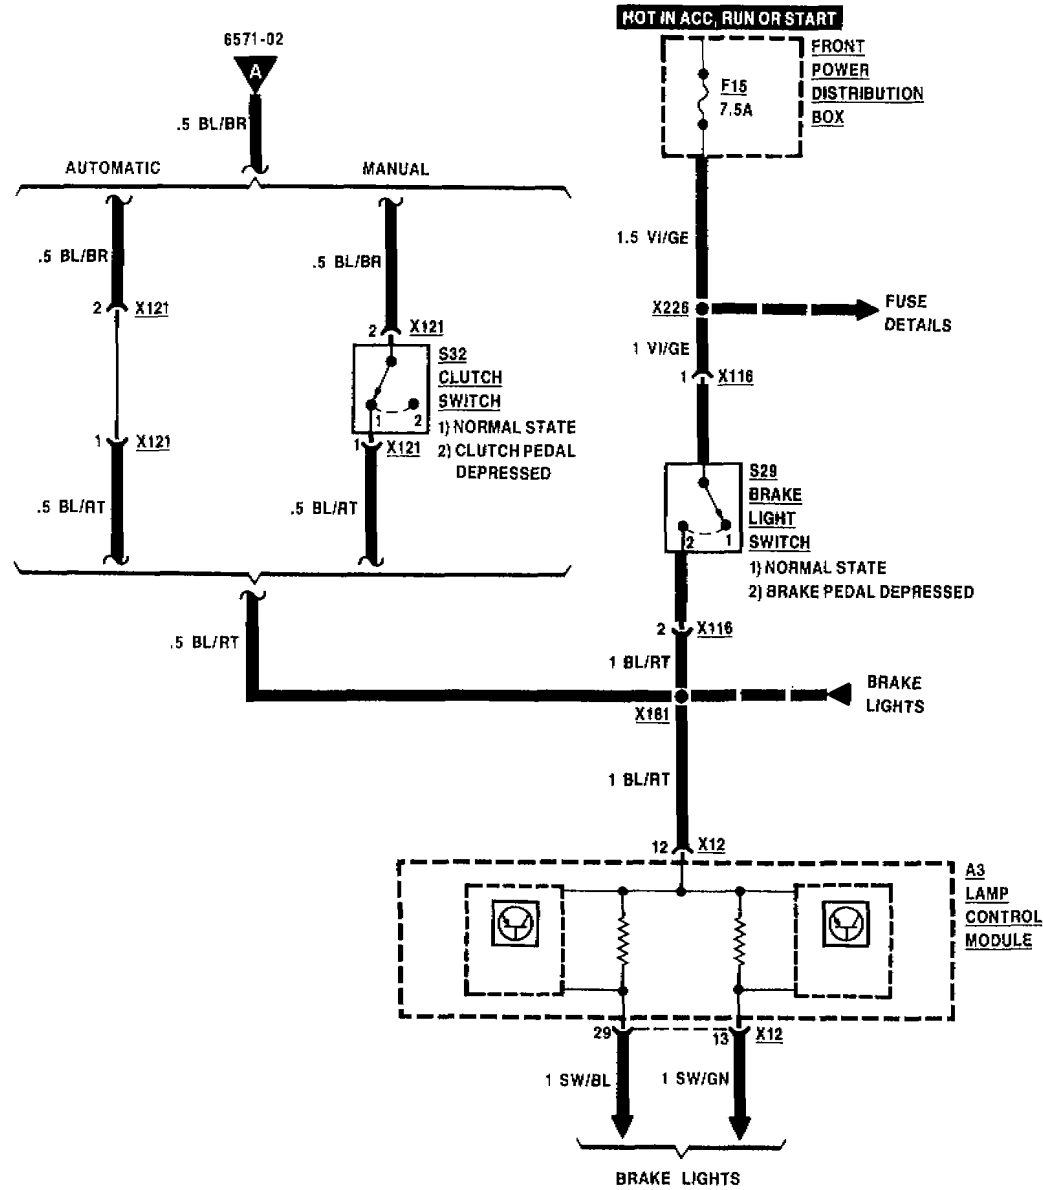 HOT IN ACC, RUN OR START
6571-02
A
FRONT
POWER
DISTRIBUTION
BOX
F15
7.5A
.5 BL/BR
AUTOMATIC
MANUAL
.5 BL/BR
.5 BL/BR
1.5 VI/GE
X226
FUSE
DETAILS
2 X121
2 X121
1 VI/GE
1 X116
S32
CLUTCH
SWITCH
1 2
1) NORMAL STATE
2) CLUTCH PEDAL
DEPRESSED
1 X121
1 X121
S29
BRAKE
LIGHT
SWITCH
2 1
1) NORMAL STATE
2) BRAKE PEDAL DEPRESSED
.5 BL/RT
.5 BL/RT
2 X116
.5 BL/RT
1 BL/RT
BRAKE
LIGHTS
X181
1 BL/RT
12 X12
A3
LAMP
CONTROL
MODULE
29
13 X12
1 SW/BL
1 SW/GN
BRAKE LIGHTS